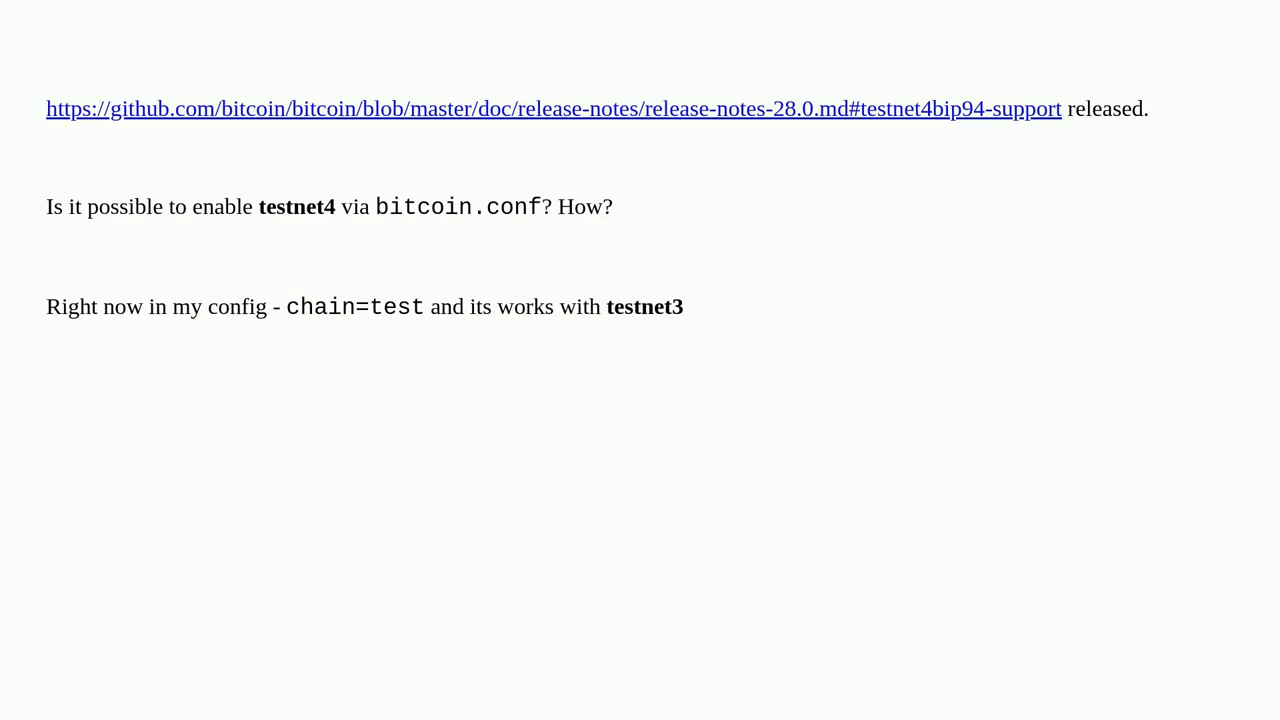 https://github.com/bitcoin/bitcoin/blob/master/doc/release-notes/release-notes-28.0.md#testnet4bip94-support released.
Is it possible to enable testnet4 via bitcoin.conf? How?
Right now in my config - chain=test and its works with testnet3